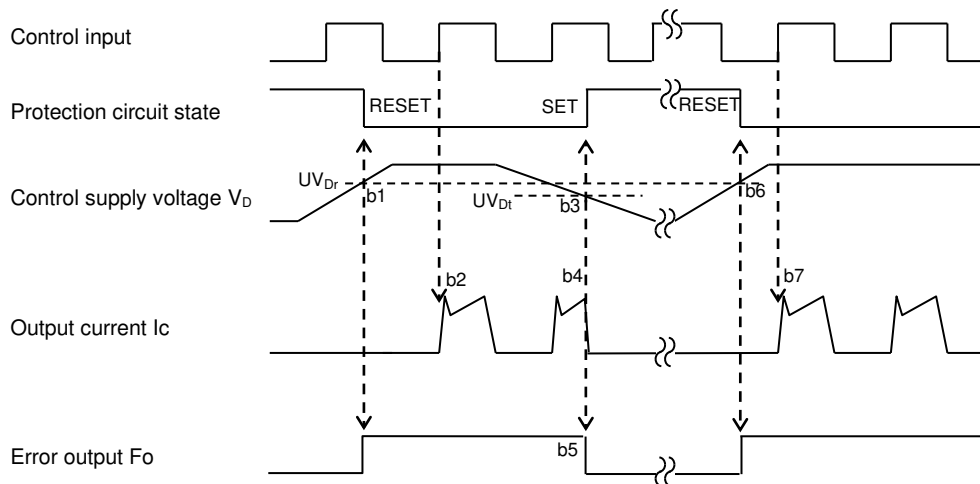 Control input
Protection circuit state
RESET
SET
RESET
Control supply voltage VD
UVDr
b1
UVDt
b3
b6
Output current Ic
b2
b4
b7
Error output Fo
b5